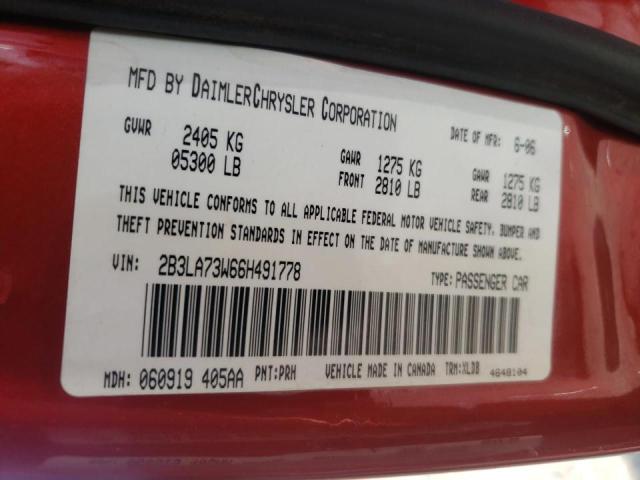 MFD BY DAIMLERCHRYSLER CORPORATION
DATE OF MFR: 6-06
GVWR 2405 KG
05300 LB
GAWR FRONT 1275 KG
2810 LB
GAWR REAR 1275 KG
2810 LB
THIS VEHICLE CONFORMS TO ALL APPLICABLE FEDERAL MOTOR VEHICLE SAFETY, BUMPER AND
THEFT PREVENTION STANDARDS IN EFFECT ON THE DATE OF MANUFACTURE SHOWN ABOVE.
VIN: 2B3LA73W66H491778
TYPE: PASSENGER CAR
MDH: 060919 405AA PNT:PRH VEHICLE MADE IN CANADA TRM:XLDB 4648104